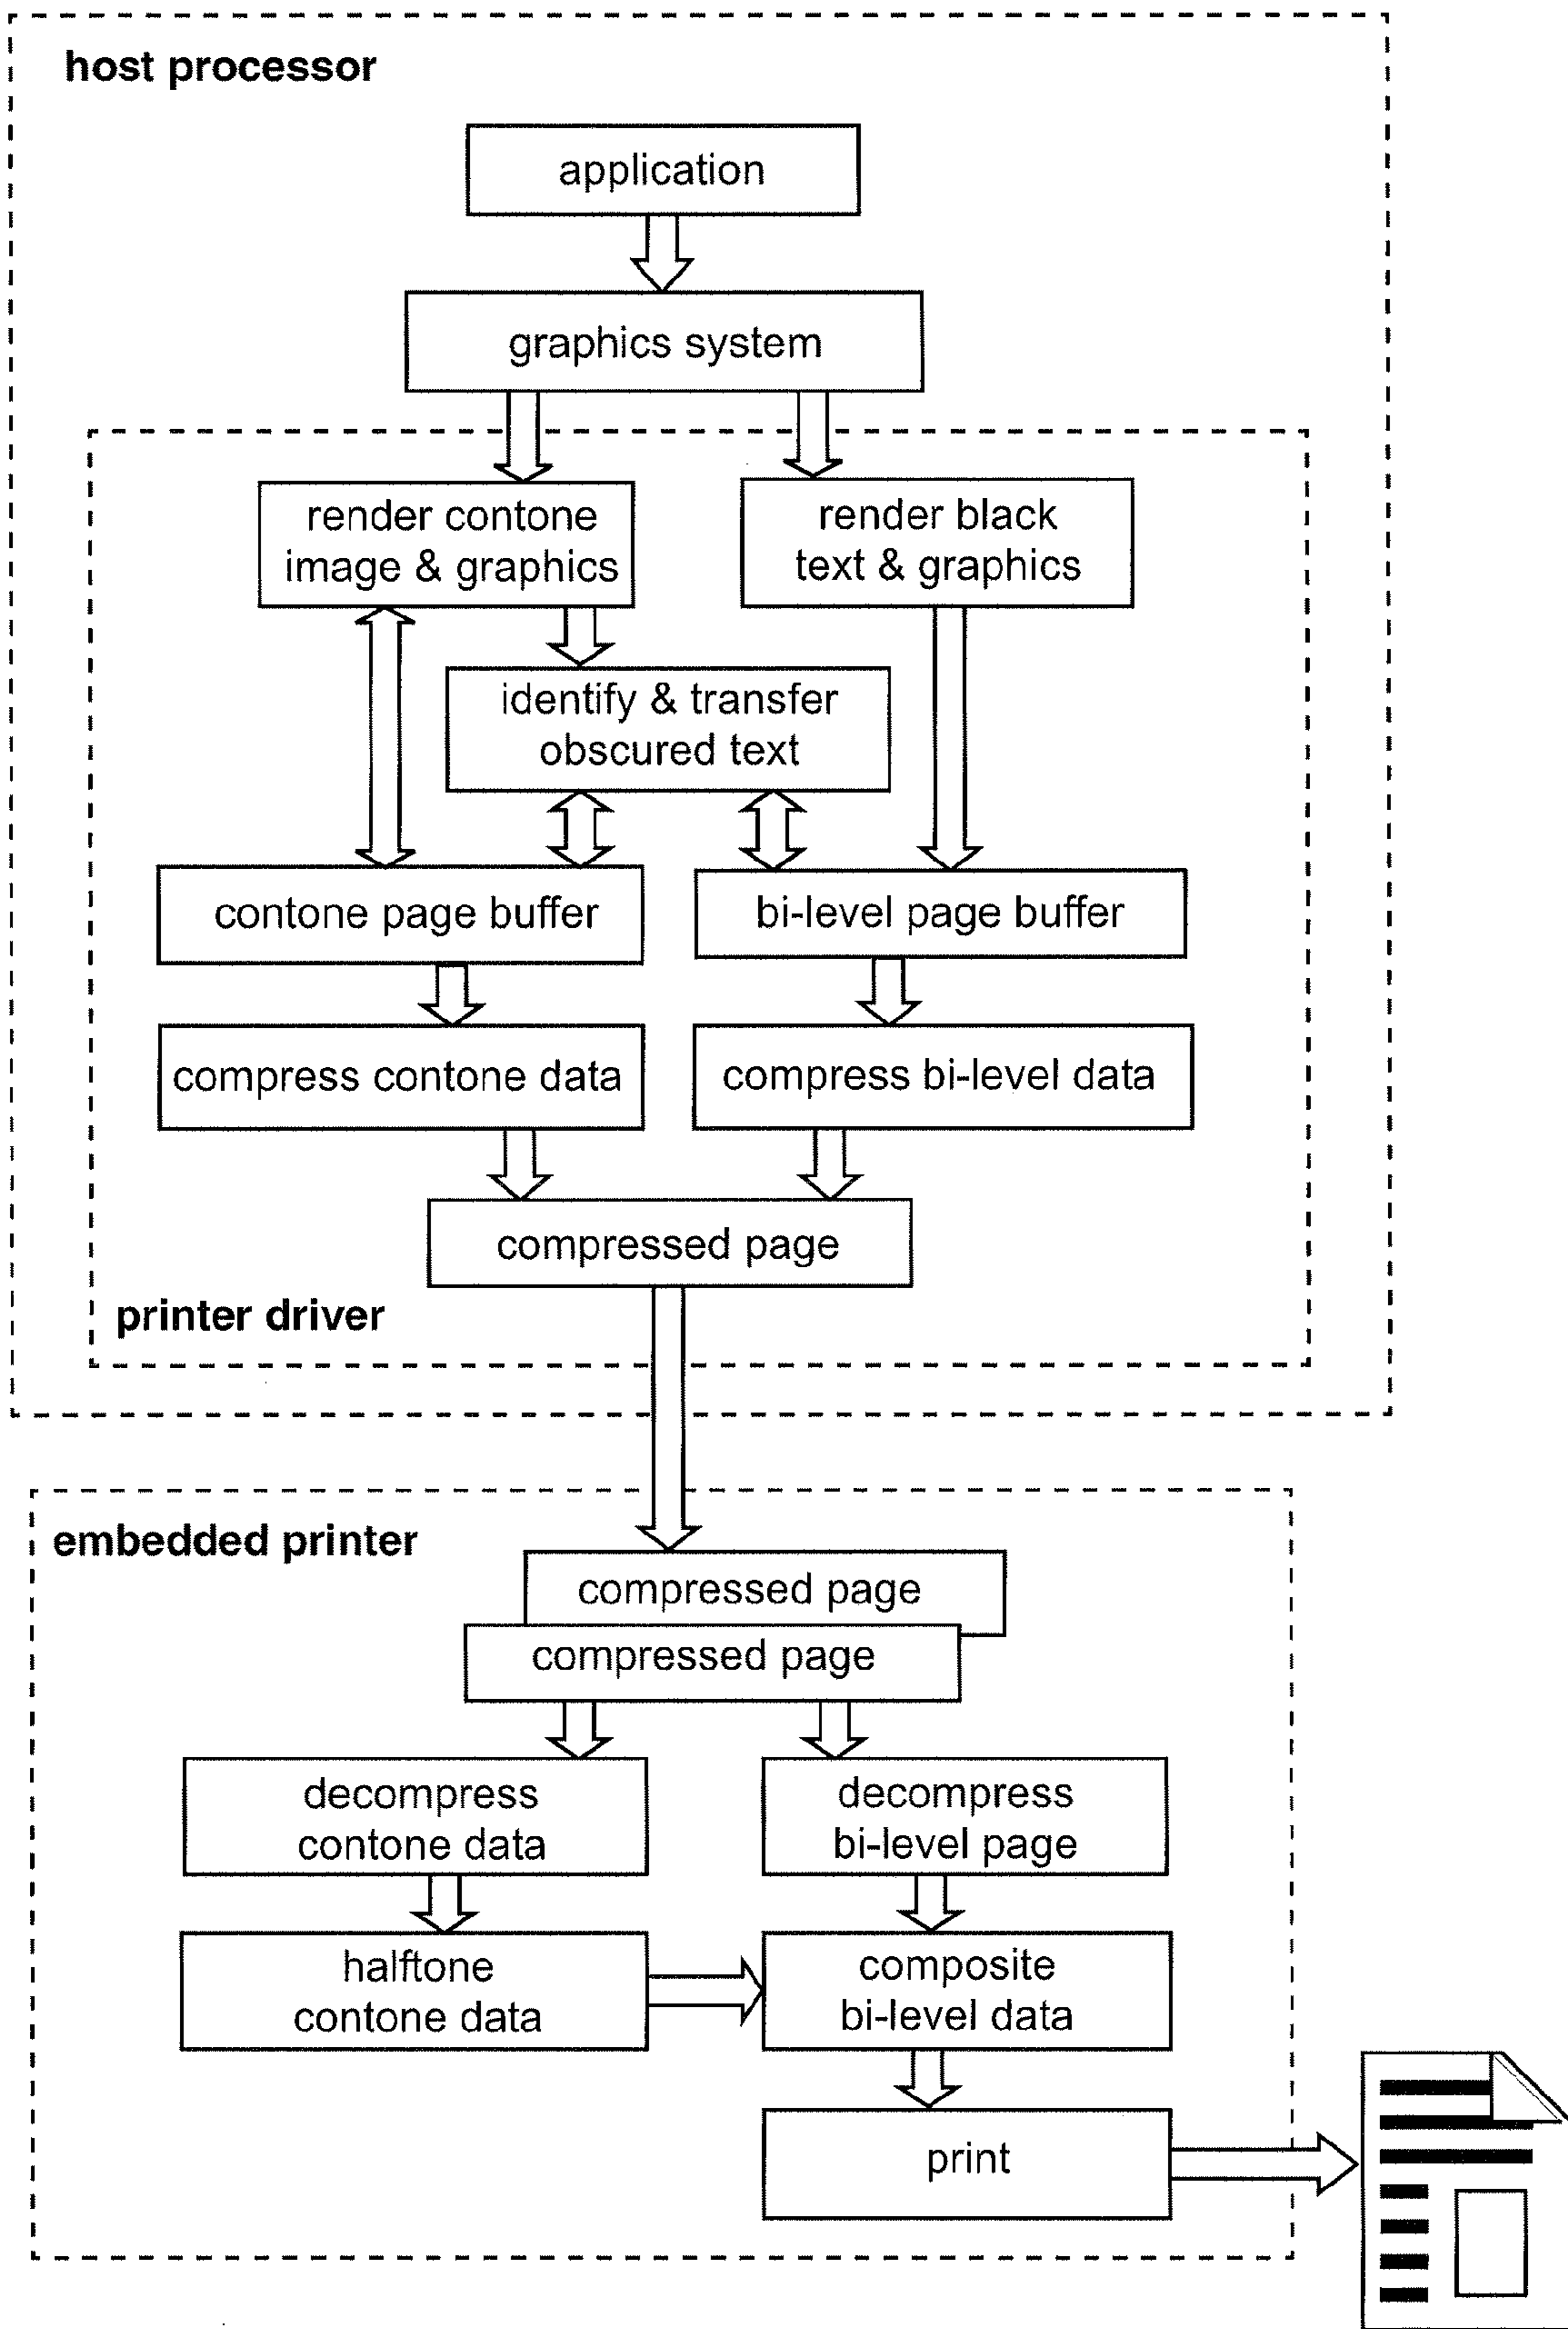 host processor
application
graphics system
render contone
image & graphics
render black
text & graphics
identify & transfer
obscured text
contone page buffer
bi-level page buffer
compress contone data
compress bi-level data
compressed page
printer driver
embedded printer
compressed page
compressed page
decompress
contone data
decompress
bi-level page
halftone
contone data
composite
bi-level data
print